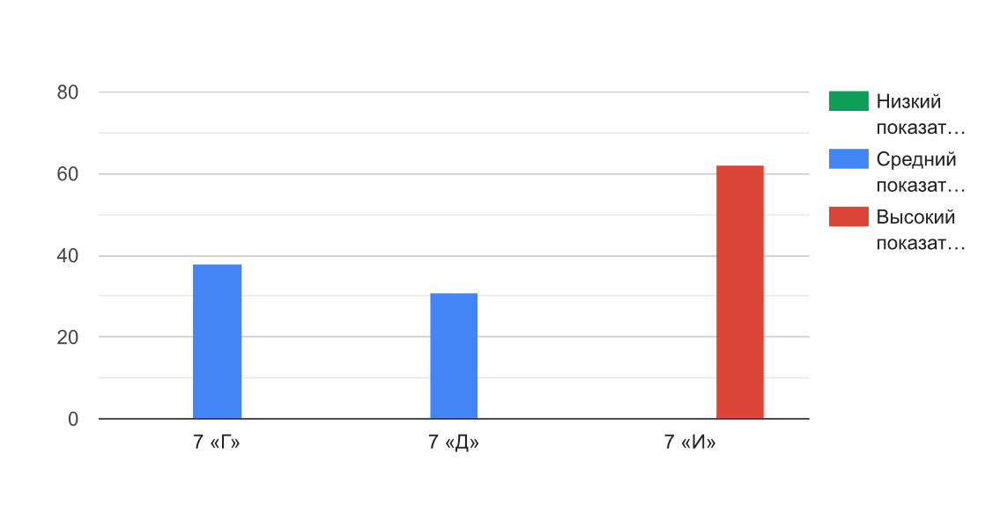 80
60
40
20
0
7 «Г»
7 «Д»
7 «И»
Низкий
показат…
Средний
показат…
Высокий
показат…